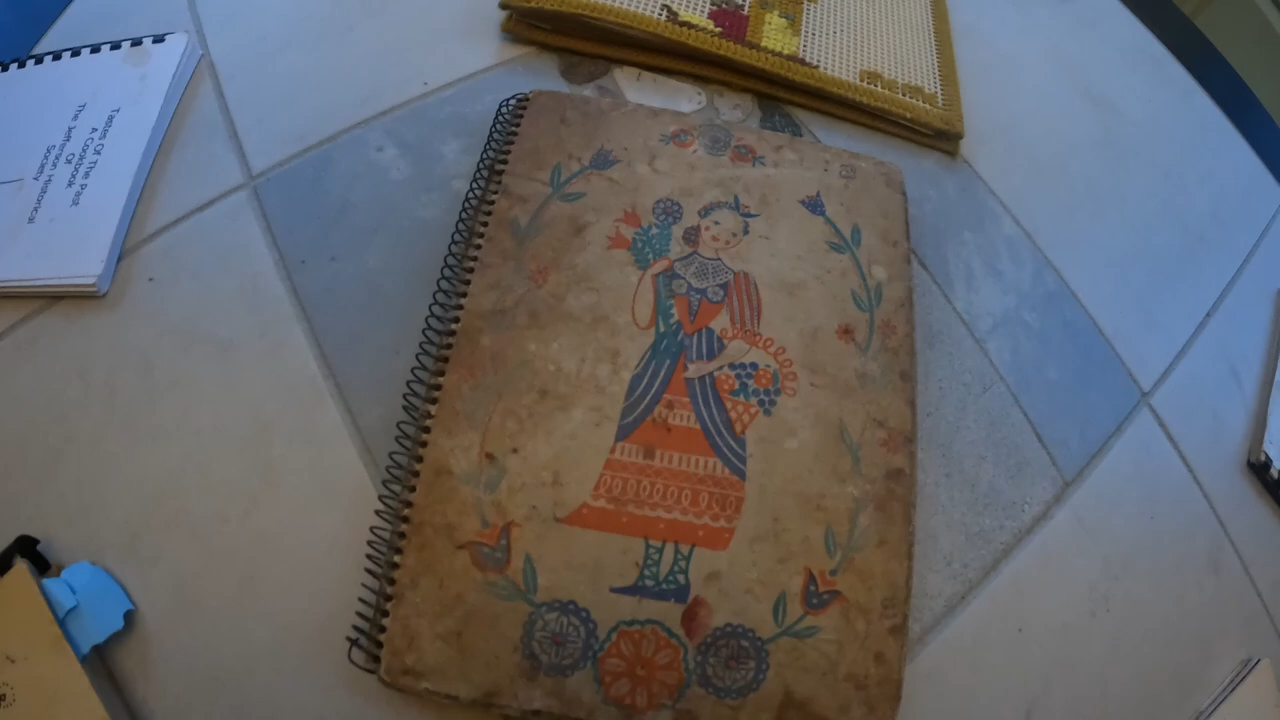 Tastes Of The Past
A Cookbook
Of
The Jefferson Historical
Society